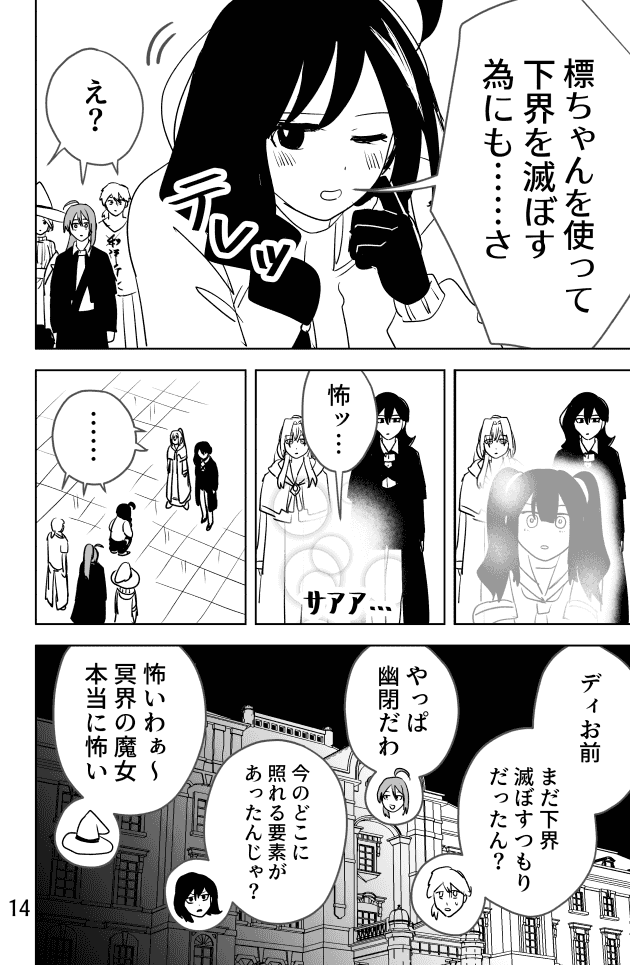 標ちゃんを使って
下界を滅ぼす
為にも……さ
テレッ
え？
怖ッ…
サアア…
……
ディお前
まだ下界
滅ぼすつもり
だったん？
やっぱ
幽閉だわ
今のどこに
照れる要素が
あったんじゃ？
怖いわぁ～
冥界の魔女
本当に怖い
14